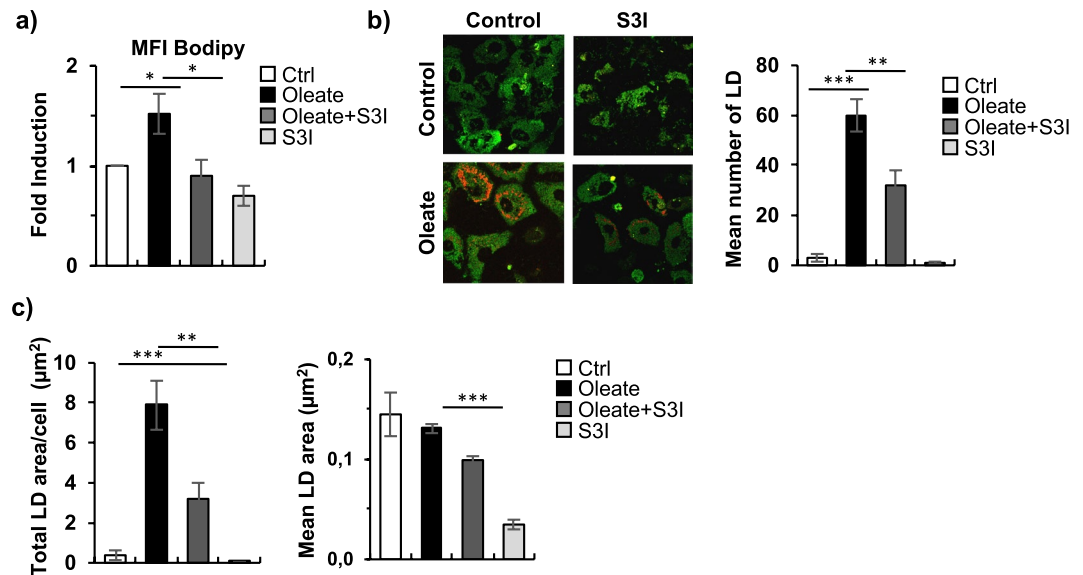 a)
MFI Bodipy
Fold Induction
2
1
0
*
*
Ctrl
Oleate
Oleate+S3I
S3I
b)
Control
S3I
Control
Oleate
Mean number of LD
80
60
40
20
0
***
**
Ctrl
Oleate
Oleate+S3I
S3I
c)
Total LD area/cell (µm²)
10
8
6
4
2
0
**
***
Mean LD area (µm²)
0,2
0,1
0,0
***
Ctrl
Oleate
Oleate+S3I
S3I